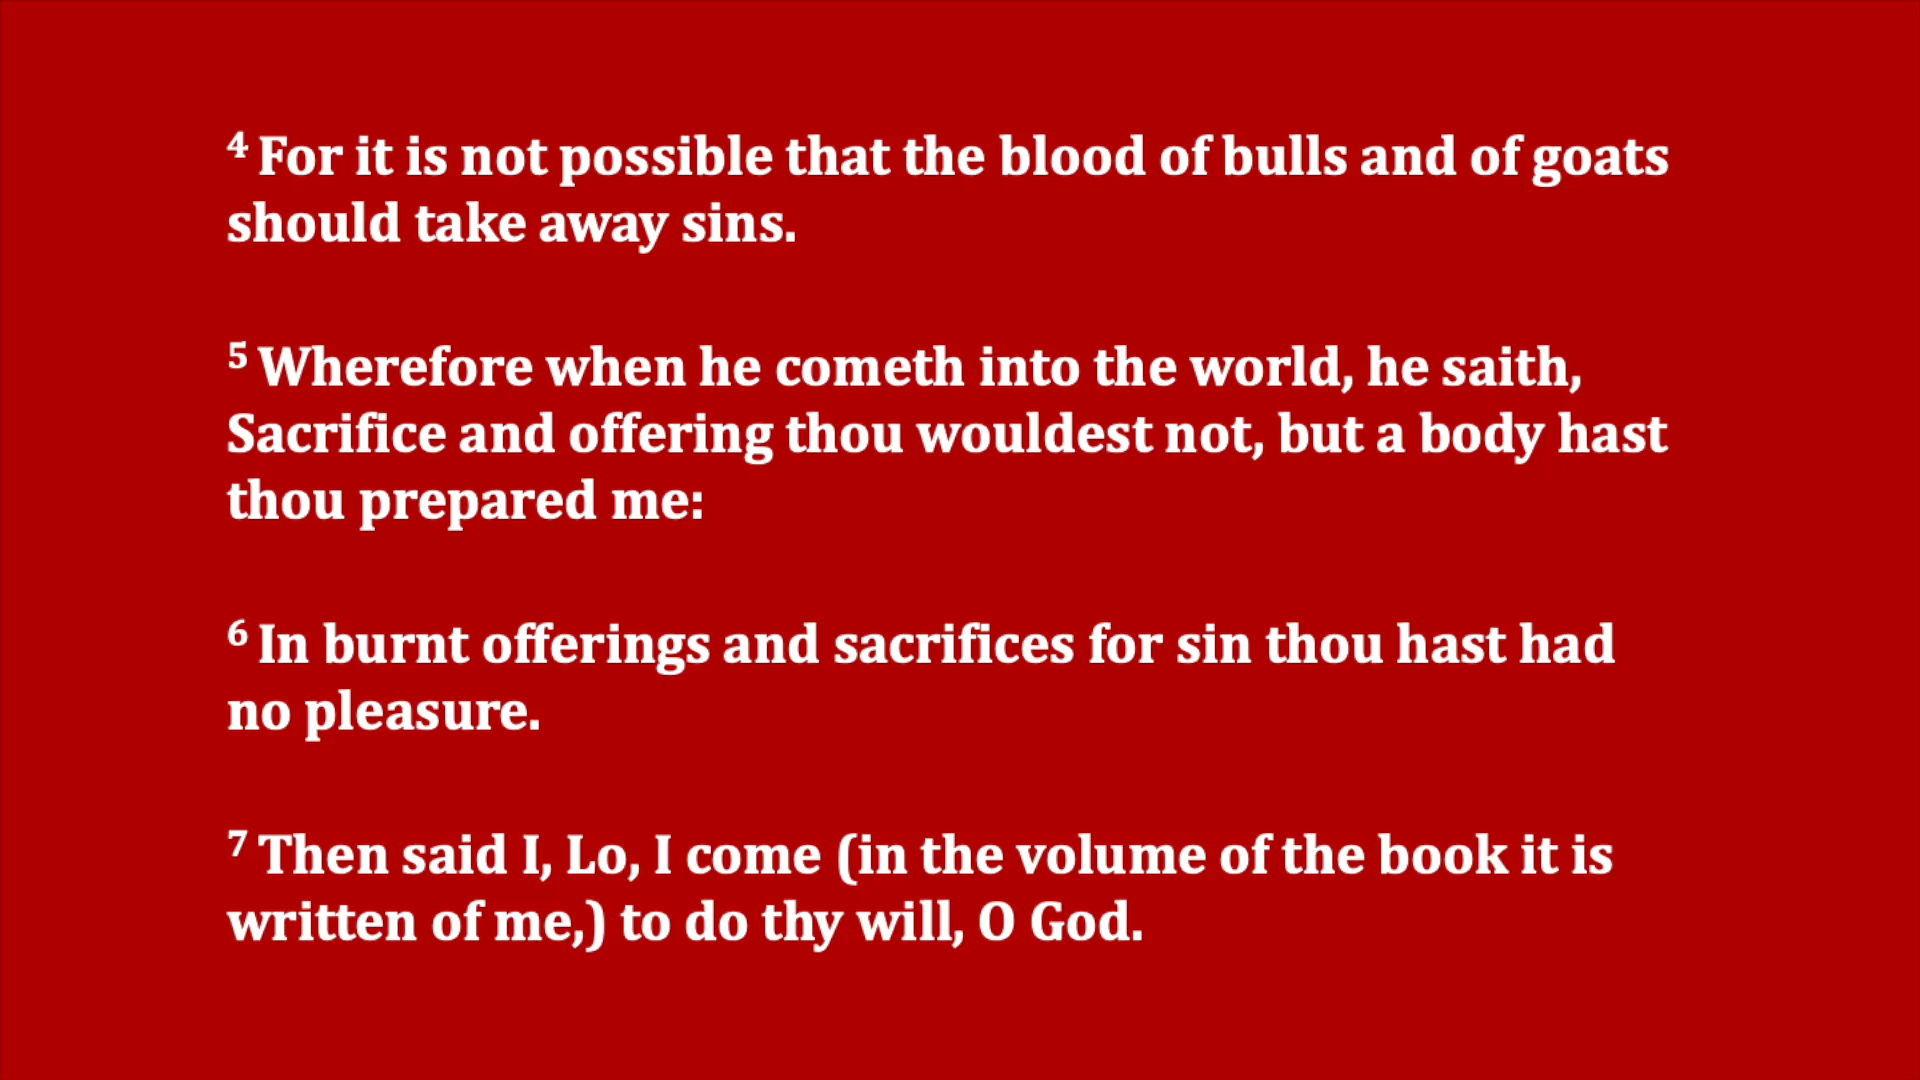 4 For it is not possible that the blood of bulls and of goats
should take away sins.
5 Wherefore when he cometh into the world, he saith,
Sacrifice and offering thou wouldest not, but a body hast
thou prepared me:
6 In burnt offerings and sacrifices for sin thou hast had
no pleasure.
7 Then said I, Lo, I come (in the volume of the book it is
written of me,) to do thy will, O God.